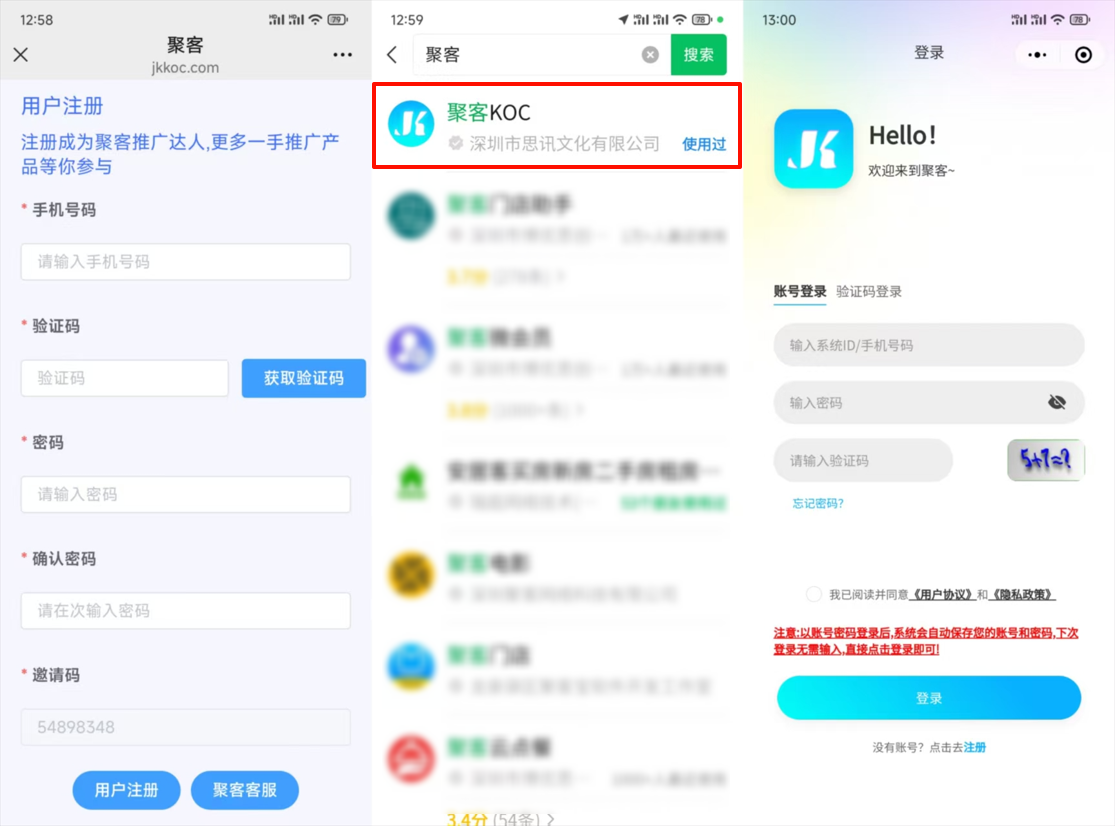 12:58
79
聚客
jkkoc.com
用户注册
注册成为聚客推广达人,更多一手推广产
品等你参与
* 手机号码
请输入手机号码
* 验证码
验证码
获取验证码
* 密码
请输入密码
* 确认密码
请在次输入密码
* 邀请码
54898348
用户注册
聚客客服
12:59
78
聚客
搜索
聚客KOC
深圳市思讯文化有限公司
使用过
聚客门店助手
聚客微会员
聚客电影
聚客门店
聚客云点餐
3.4分 (54条)
13:00
78
登录
Hello!
欢迎来到聚客~
账号登录 验证码登录
输入系统ID/手机号码
输入密码
请输入验证码
5+7=?
忘记密码?
我已阅读并同意《用户协议》和《隐私政策》
注意:以账号密码登录后,系统会自动保存您的账号和密码,下次
登录无需输入,直接点击登录即可!
登录
没有账号? 点击去注册